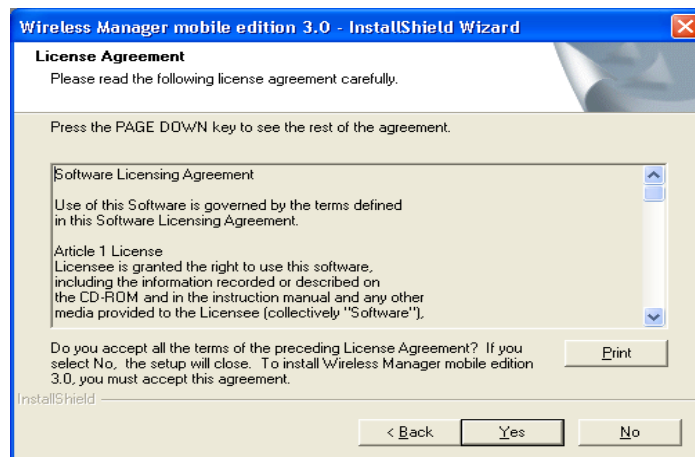 Wireless Manager mobile edition 3.0 - InstallShield Wizard
License Agreement
Please read the following license agreement carefully.
Press the PAGE DOWN key to see the rest of the agreement.
Software Licensing Agreement
Use of this Software is governed by the terms defined
in this Software Licensing Agreement.
Article 1 License
Licensee is granted the right to use this software,
including the information recorded or described on
the CD-ROM and in the instruction manual and any other
media provided to the Licensee (collectively "Software"),
Do you accept all the terms of the preceding License Agreement? If you
select No, the setup will close. To install Wireless Manager mobile edition
3.0, you must accept this agreement.
Print
InstallShield
< Back
Yes
No